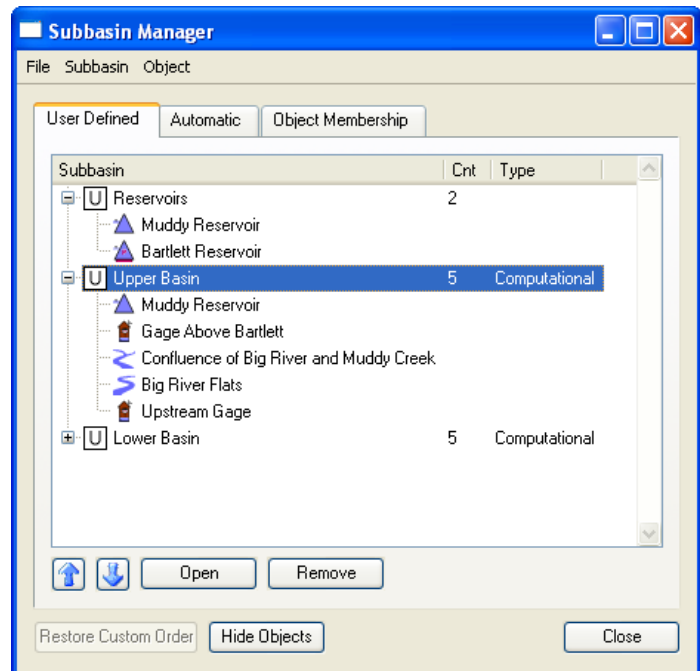 Subbasin Manager
File Subbasin Object
User Defined Automatic Object Membership
Subbasin Cnt Type
U Reservoirs 2
Muddy Reservoir
Bartlett Reservoir
U Upper Basin 5 Computational
Muddy Reservoir
Gage Above Bartlett
Confluence of Big River and Muddy Creek
Big River Flats
Upstream Gage
U Lower Basin 5 Computational
Open Remove
Restore Custom Order Hide Objects Close